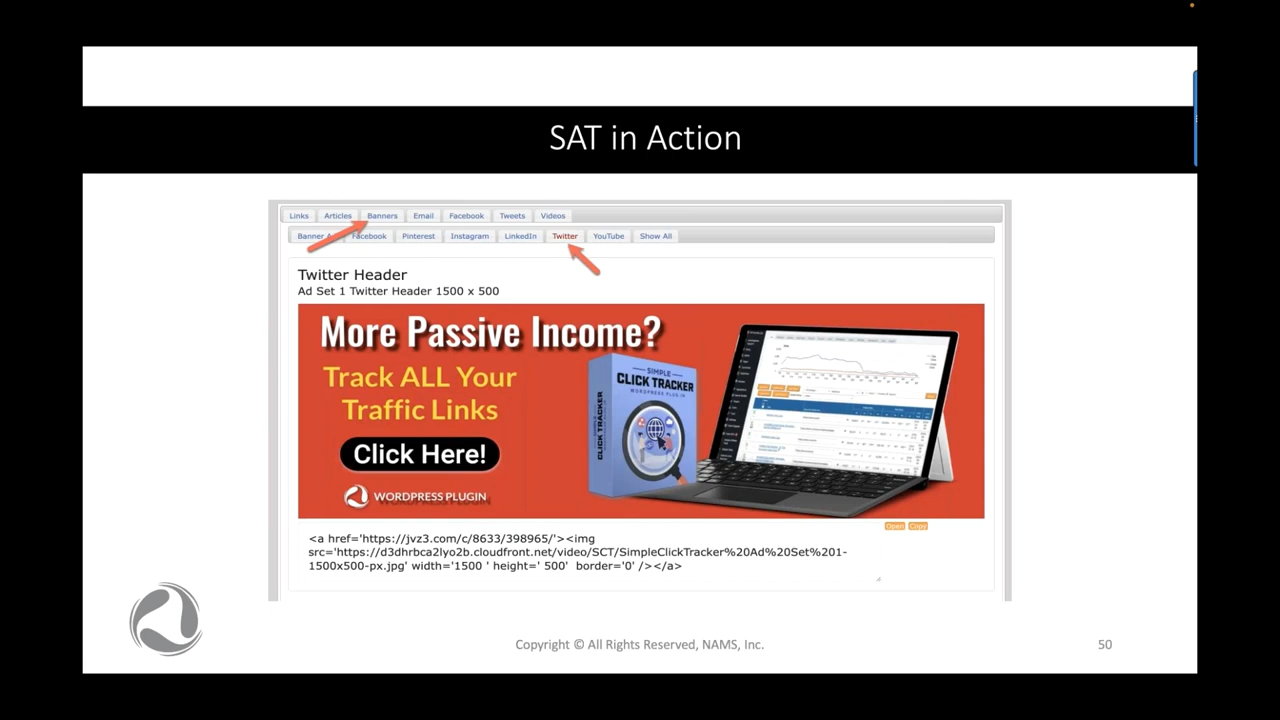 SAT in Action
Links Articles Banners Email Facebook Tweets Videos
Banner Facebook Pinterest Instagram LinkedIn Twitter YouTube Show All
Twitter Header
Ad Set 1 Twitter Header 1500 x 500
More Passive Income?
Track ALL Your
Traffic Links
Click Here!
WORDPRESS PLUGIN
SIMPLE
CLICK TRACKER
WORDPRESS PLUG IN
CLICK TRACKER
Open Copy
<a href='https://jvz3.com/c/8633/398965/'><img
src='https://d3dhrbca2lyo2b.cloudfront.net/video/SCT/SimpleClickTracker%20Ad%20Set%201-
1500x500-px.jpg' width='1500 ' height=' 500'  border='0' /></a>
Copyright © All Rights Reserved, NAMS, Inc.
50